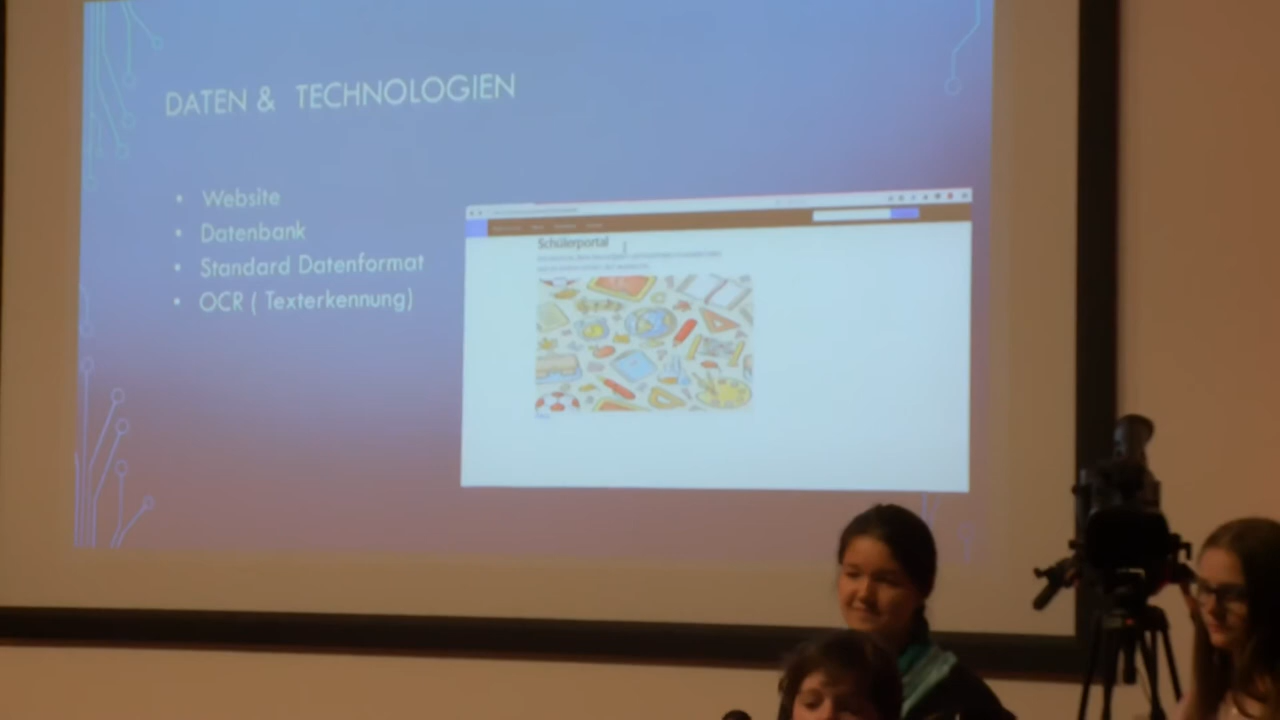 DATEN & TECHNOLOGIEN
• Website
• Datenbank
• Standard Datenformat
• OCR ( Texterkennung)
Schülerportal